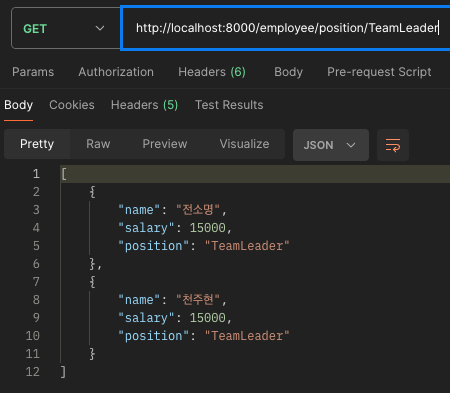 GET http://localhost:8000/employee/position/TeamLeader
Params Authorization Headers (6) Body Pre-request Script
Body Cookies Headers (5) Test Results
Pretty Raw Preview Visualize JSON
1 [
2 {
3 "name": "전소명",
4 "salary": 15000,
5 "position": "TeamLeader"
6 },
7 {
8 "name": "천주현",
9 "salary": 15000,
10 "position": "TeamLeader"
11 }
12 ]